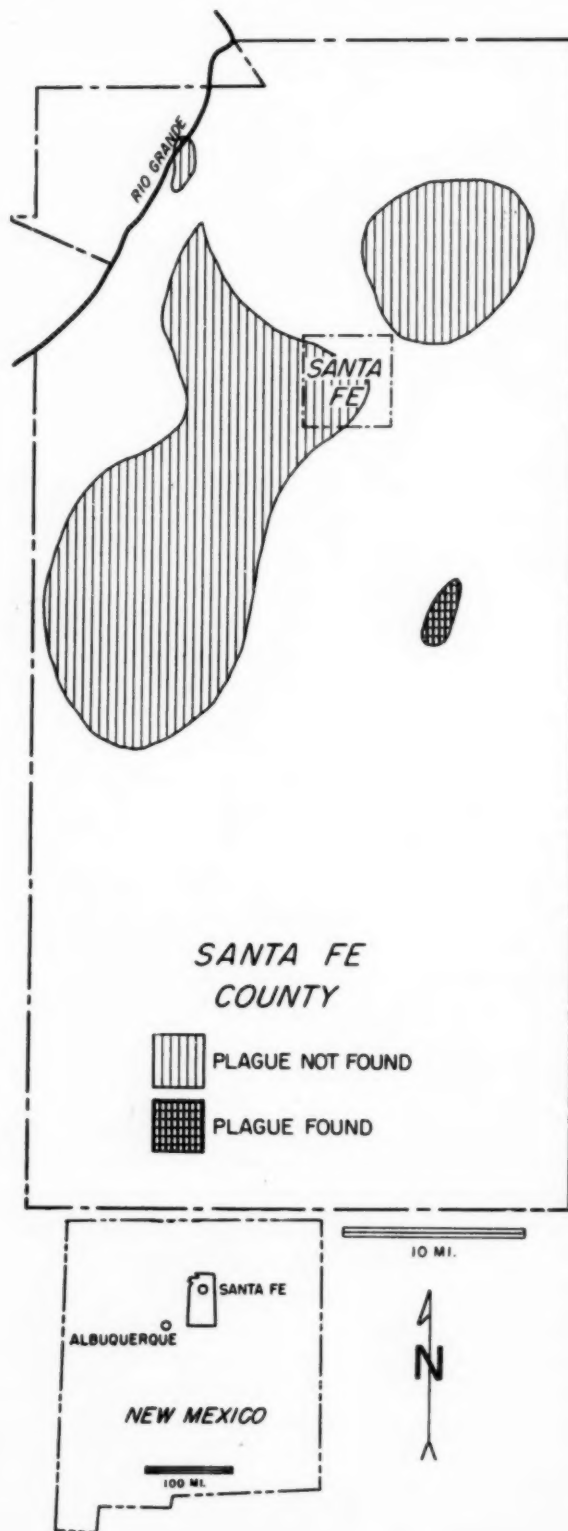 RIO GRANDE
SANTA
FE
SANTA FE
COUNTY
PLAGUE NOT FOUND
PLAGUE FOUND
10 MI.
SANTA FE
ALBUQUERQUE
N
NEW MEXICO
100 MI.